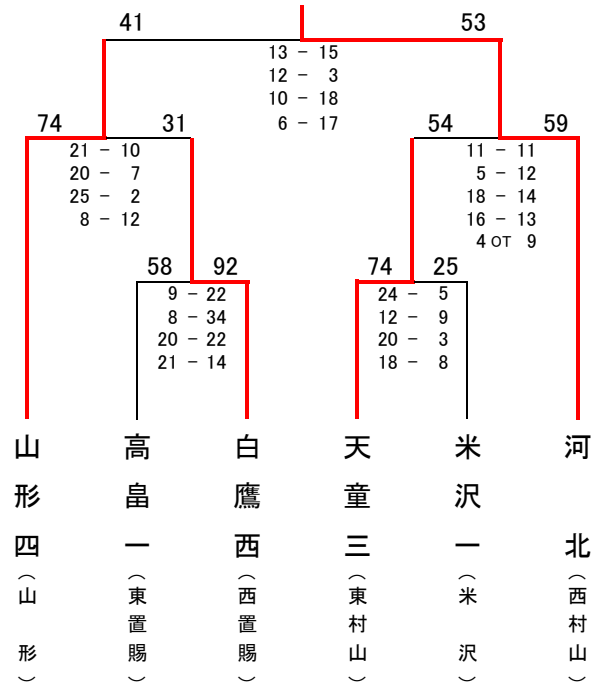 41 53
13 - 15
12 - 3
10 - 18
6 - 17
74 31
21 - 10
20 - 7
25 - 2
8 - 12
54 59
11 - 11
5 - 12
18 - 14
16 - 13
4 OT 9
58 92
9 - 22
8 - 34
20 - 22
21 - 14
74 25
24 - 5
12 - 9
20 - 3
18 - 8
山形四(山形)
高畠一(東置賜)
白鷹西(西置賜)
天童三(東村山)
米沢一(米沢)
河北(西村山)